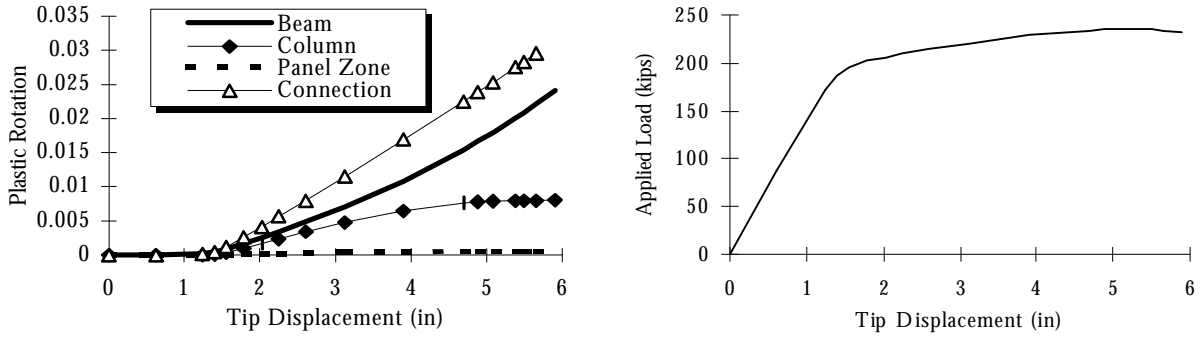 0.035
0.03
0.025
0.02
0.015
0.01
0.005
0
Plastic Rotation
Beam
Column
Panel Zone
Connection
0 1 2 3 4 5 6
Tip Displacement (in)
250
200
150
100
50
0
Applied Load (kips)
0 1 2 3 4 5 6
Tip Displacement (in)